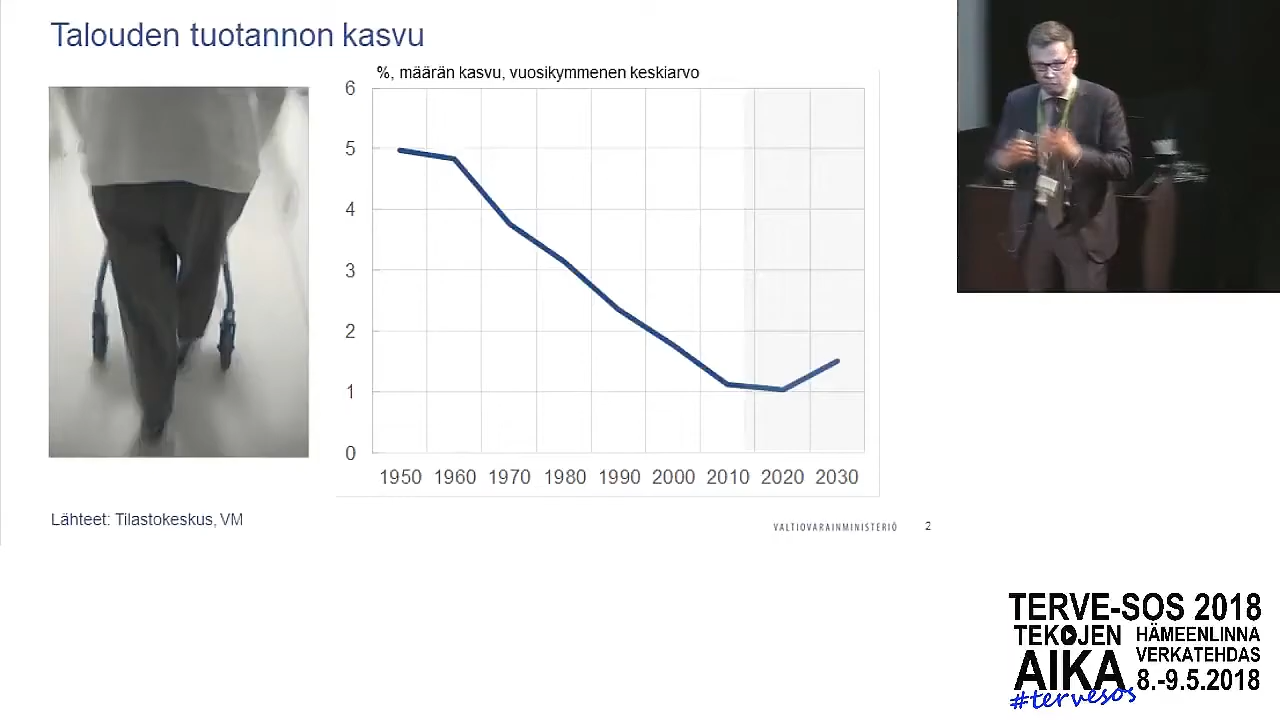 Talouden tuotannon kasvu
%, määrän kasvu, vuosikymmenen keskiarvo
6
5
4
3
2
1
0
1950 1960 1970 1980 1990 2000 2010 2020 2030
Lähteet: Tilastokeskus, VM
VALTIOVARAINMINISTERIÖ 2
TERVE-SOS 2018
TEKOJEN
AIKA
HÄMEENLINNA
VERKATEHDAS
8.-9.5.2018
#tervesos